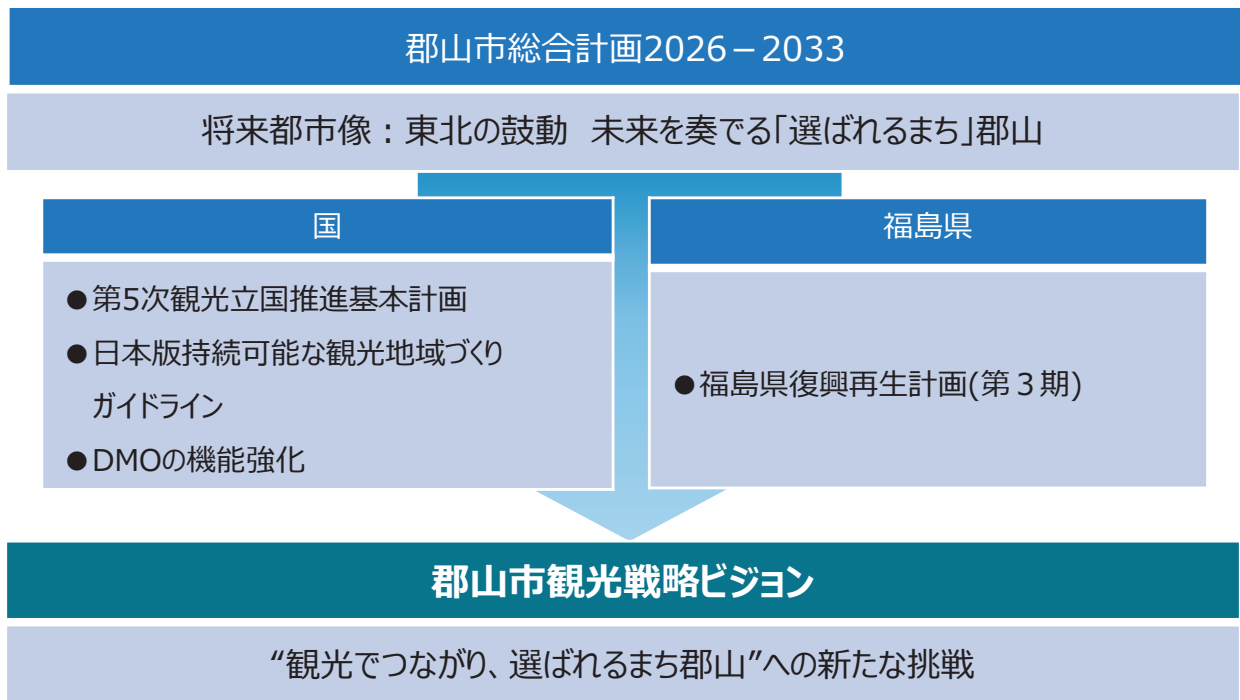 郡山市総合計画2026－2033
将来都市像：東北の鼓動　未来を奏でる「選ばれるまち」郡山
国
●第5次観光立国推進基本計画
●日本版持続可能な観光地域づくり
ガイドライン
●DMOの機能強化
福島県
●福島県復興再生計画(第３期)
郡山市観光戦略ビジョン
“観光でつながり、選ばれるまち郡山”への新たな挑戦